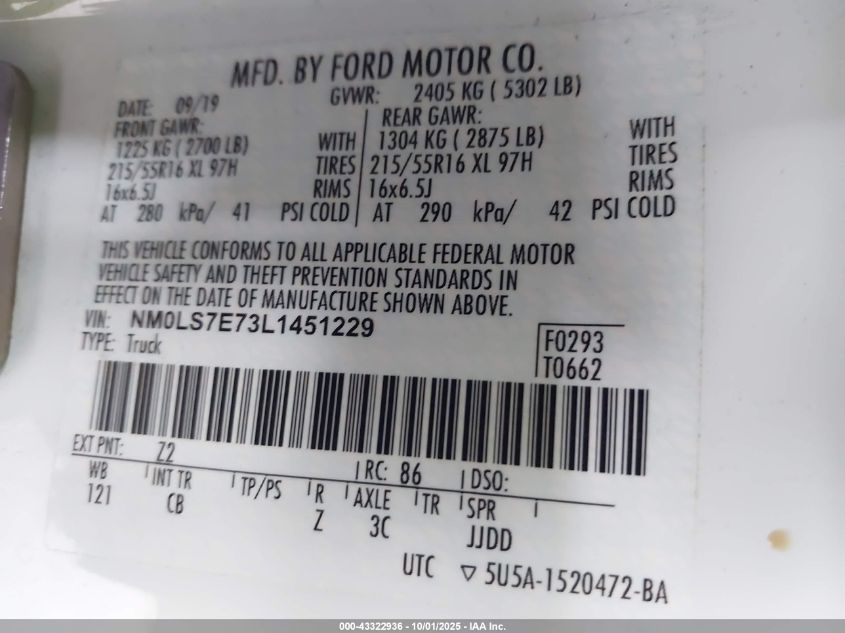 MFD. BY FORD MOTOR CO.
DATE: 09/19 GVWR: 2405 KG ( 5302 LB)
FRONT GAWR: REAR GAWR:
1225 KG ( 2700 LB) WITH 1304 KG ( 2875 LB) WITH
215/55R16 XL 97H TIRES 215/55R16 XL 97H TIRES
16x6.5J RIMS 16x6.5J RIMS
AT 280 kPa/ 41 PSI COLD AT 290 kPa/ 42 PSI COLD
THIS VEHICLE CONFORMS TO ALL APPLICABLE FEDERAL MOTOR
VEHICLE SAFETY AND THEFT PREVENTION STANDARDS IN
EFFECT ON THE DATE OF MANUFACTURE SHOWN ABOVE.
VIN: NM0LS7E73L1451229
TYPE: Truck
F0293
T0662
EXT PNT: Z2 RC: 86 DSO:
WB INT TR TP/PS R AXLE TR SPR
121 CB Z 3C JJDD
UTC ▽ 5U5A-1520472-BA
000-43322936 - 10/01/2025 - IAA Inc.